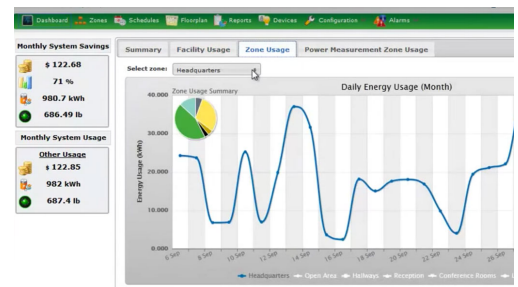 Dashboard Zones Schedules Floorplan Reports Devices Configuration Alarms
Monthly System Savings
$ 122.68
71 %
980.7 kWh
686.49 lb
Monthly System Usage
Other Usage
$ 122.85
982 kWh
687.4 lb
Summary Facility Usage Zone Usage Power Measurement Zone Usage
Select zone: Headquarters
Zone Usage Summary
Daily Energy Usage (Month)
Energy Usage (kWh)
40.000
30.000
20.000
10.000
0.000
6 Sep 8 Sep 10 Sep 12 Sep 14 Sep 16 Sep 18 Sep 20 Sep 22 Sep 24 Sep 26 Sep
Headquarters Open Area Hallways Reception Conference Rooms